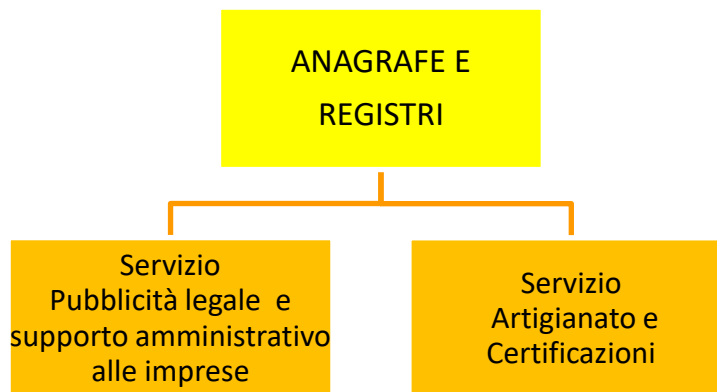 ANAGRAFE E
REGISTRI
Servizio
Pubblicità legale e
supporto amministrativo
alle imprese
Servizio
Artigianato e
Certificazioni